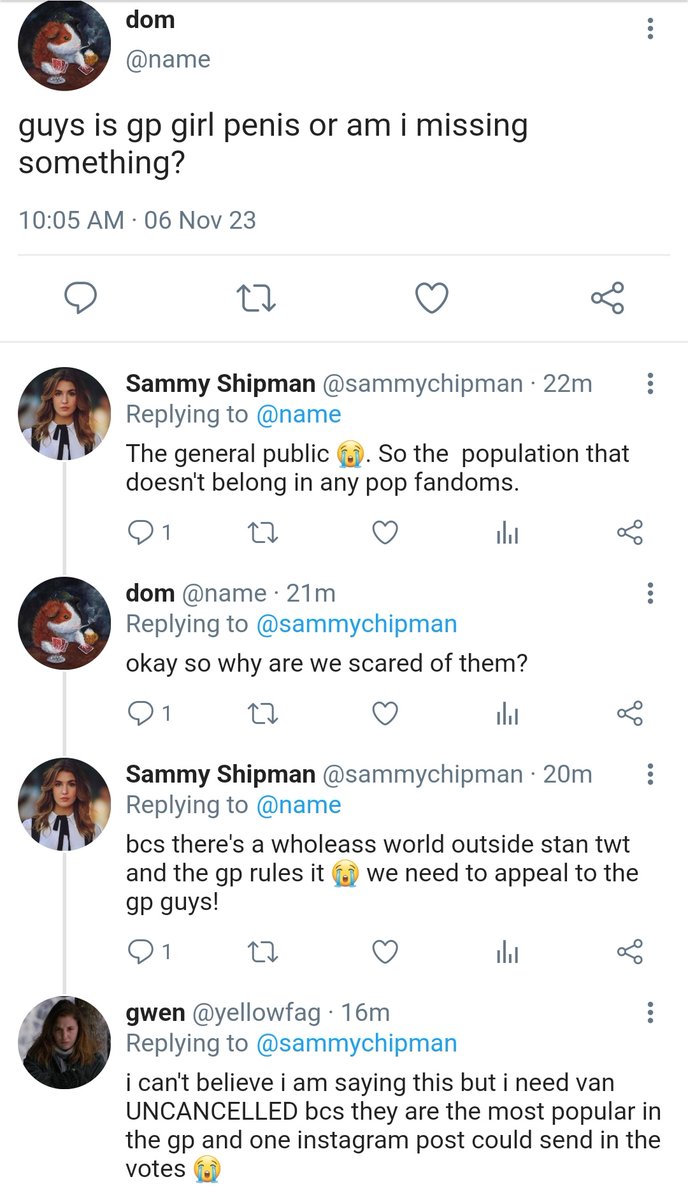 dom
@name
guys is gp girl penis or am i missing
something?
10:05 AM · 06 Nov 23
Sammy Shipman @sammychipman · 22m
Replying to @name
The general public 😭. So the  population that
doesn't belong in any pop fandoms.
1
dom @name · 21m
Replying to @sammychipman
okay so why are we scared of them?
1
Sammy Shipman @sammychipman · 20m
Replying to @name
bcs there's a wholeass world outside stan twt
and the gp rules it 😭 we need to appeal to the
gp guys!
1
gwen @yellowfag · 16m
Replying to @sammychipman
i can't believe i am saying this but i need van
UNCANCELLED bcs they are the most popular in
the gp and one instagram post could send in the
votes 😭